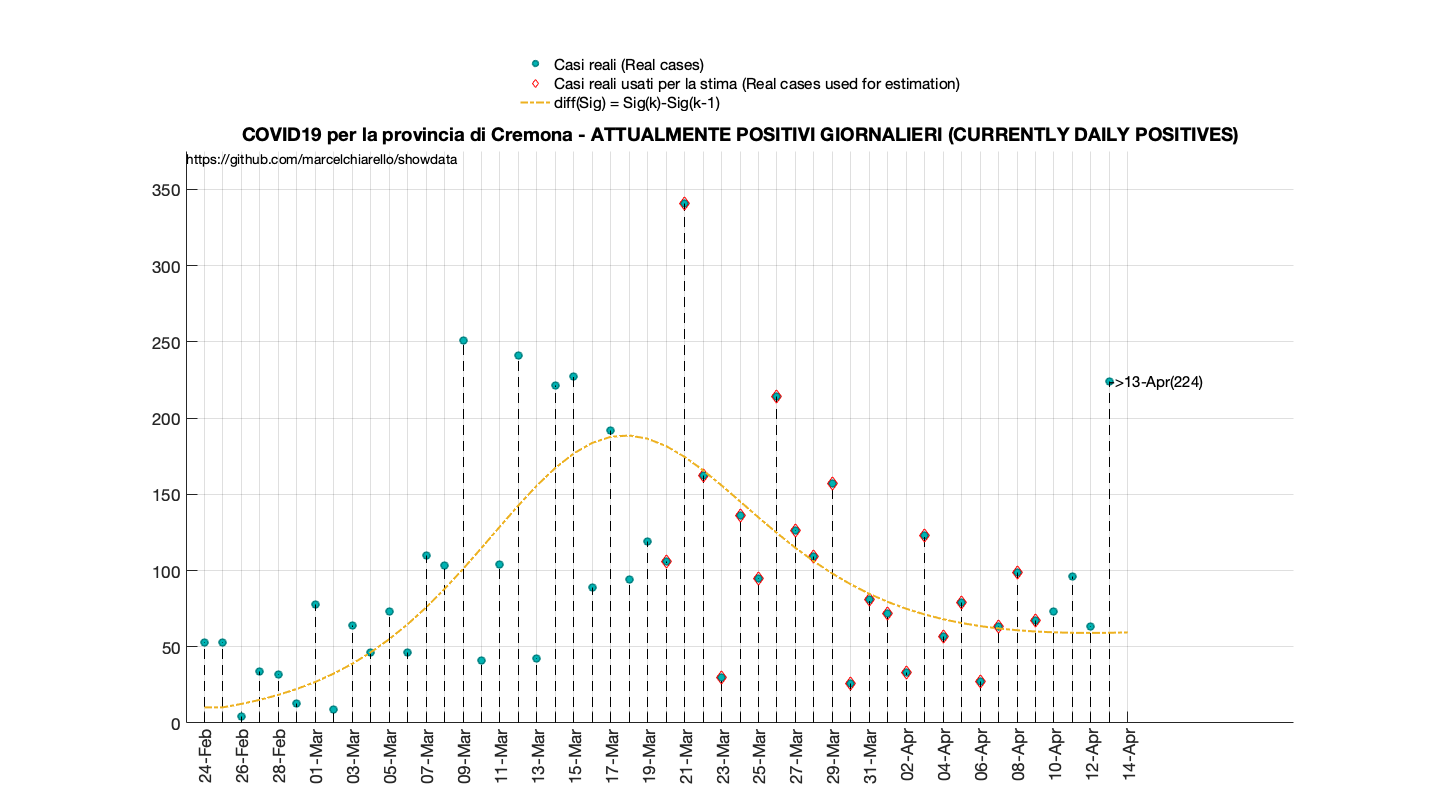 Casi reali (Real cases)
Casi reali usati per la stima (Real cases used for estimation)
diff(Sig) = Sig(k)-Sig(k-1)
COVID19 per la provincia di Cremona - ATTUALMENTE POSITIVI GIORNALIERI (CURRENTLY DAILY POSITIVES)
https://github.com/marcelchiarello/showdata
350
300
250
200
150
100
50
0
>13-Apr(224)
24-Feb
26-Feb
28-Feb
01-Mar
03-Mar
05-Mar
07-Mar
09-Mar
11-Mar
13-Mar
15-Mar
17-Mar
19-Mar
21-Mar
23-Mar
25-Mar
27-Mar
29-Mar
31-Mar
02-Apr
04-Apr
06-Apr
08-Apr
10-Apr
12-Apr
14-Apr